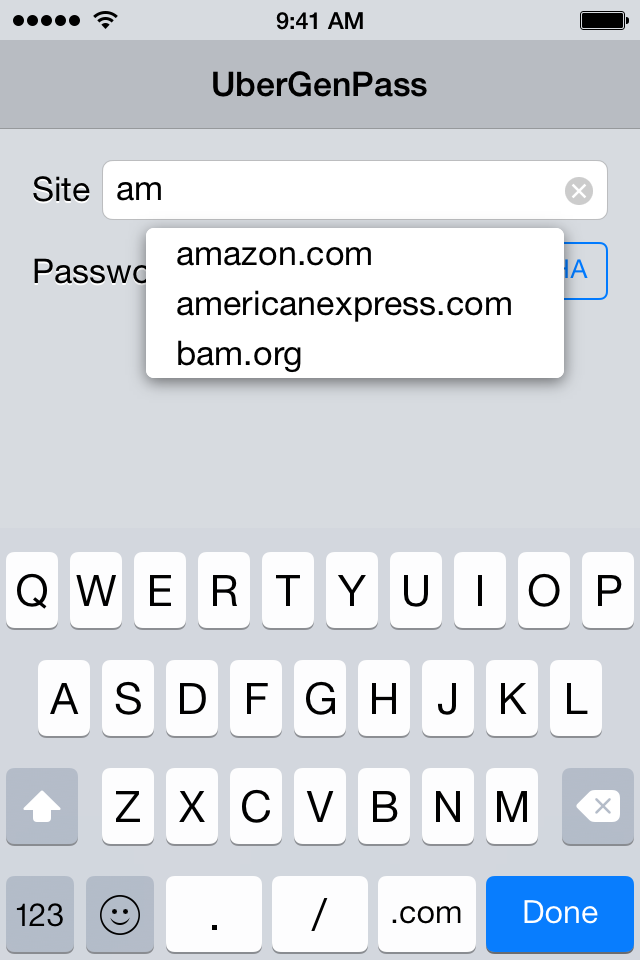 9:41 AM
UberGenPass
Site am
amazon.com
Passwo
HA
americanexpress.com
bam.org
Q W E R T Y U I O P
A S D F G H J K L
Z X C V B N M
123 . / .com Done